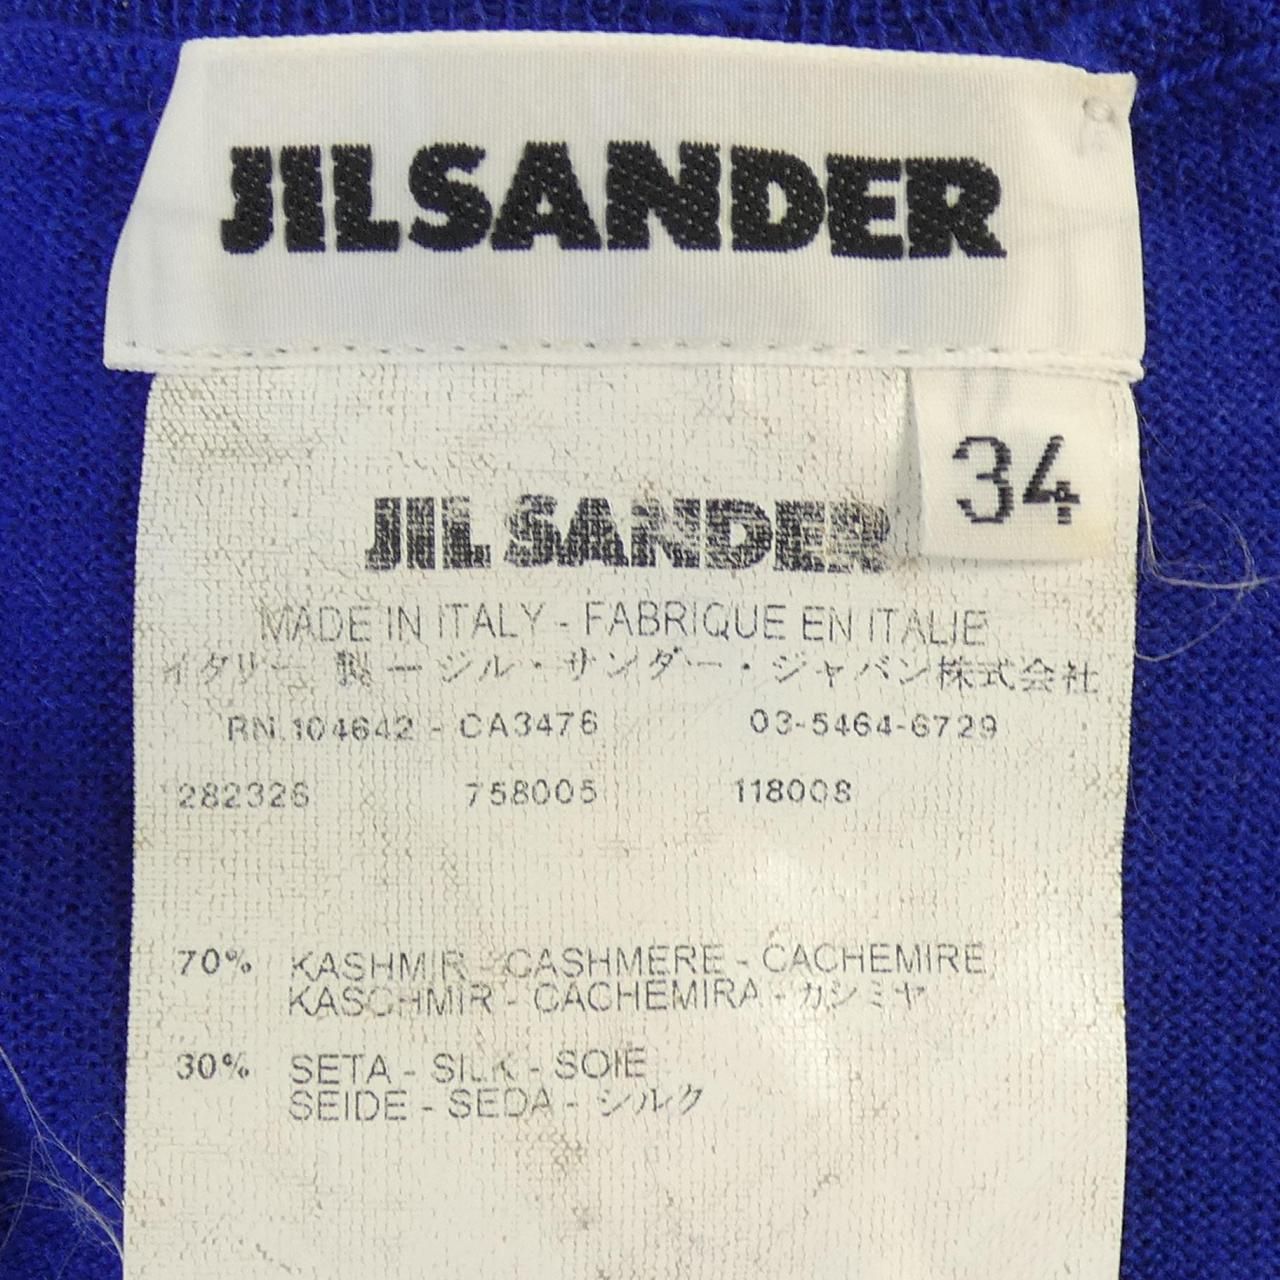 JIL SANDER
34
JIL SANDER
MADE IN ITALY - FABRIQUE EN ITALIE
イタリー 製 ー ジル・サンダー・ジャパン株式会社
RN.104642 - CA3476 03-5464-6729
282326 758005 118008
70% KASHMIR - CASHMERE - CACHEMIRE
KASCHMIR - CACHEMIRA - カシミヤ
30% SETA - SILK - SOIE
SEIDE - SEDA - シルク